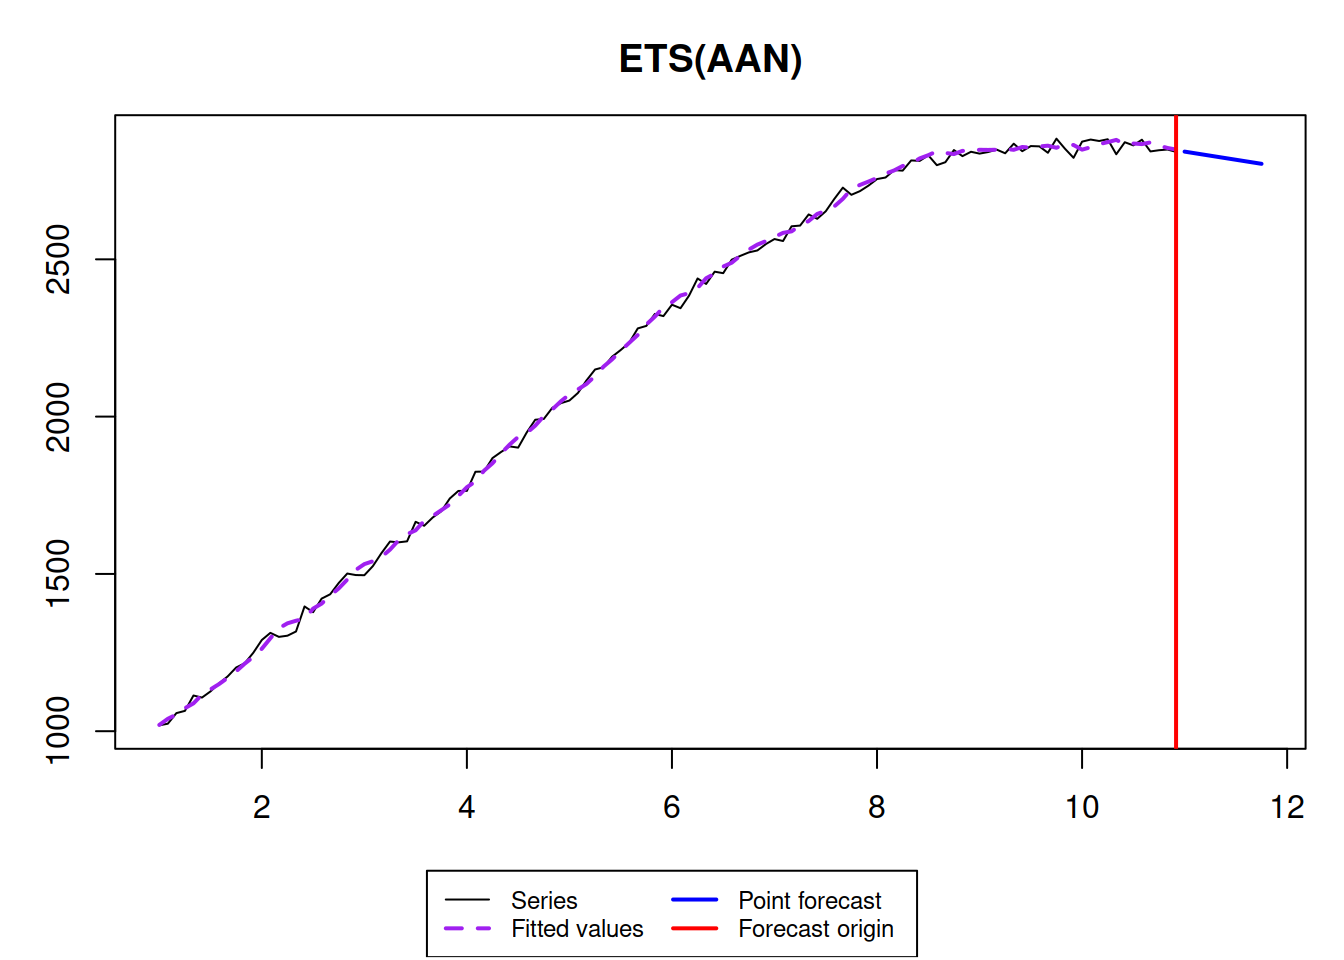 ETS(AAN)
2500
2000
1500
1000
2 4 6 8 10 12
Series Point forecast
Fitted values Forecast origin